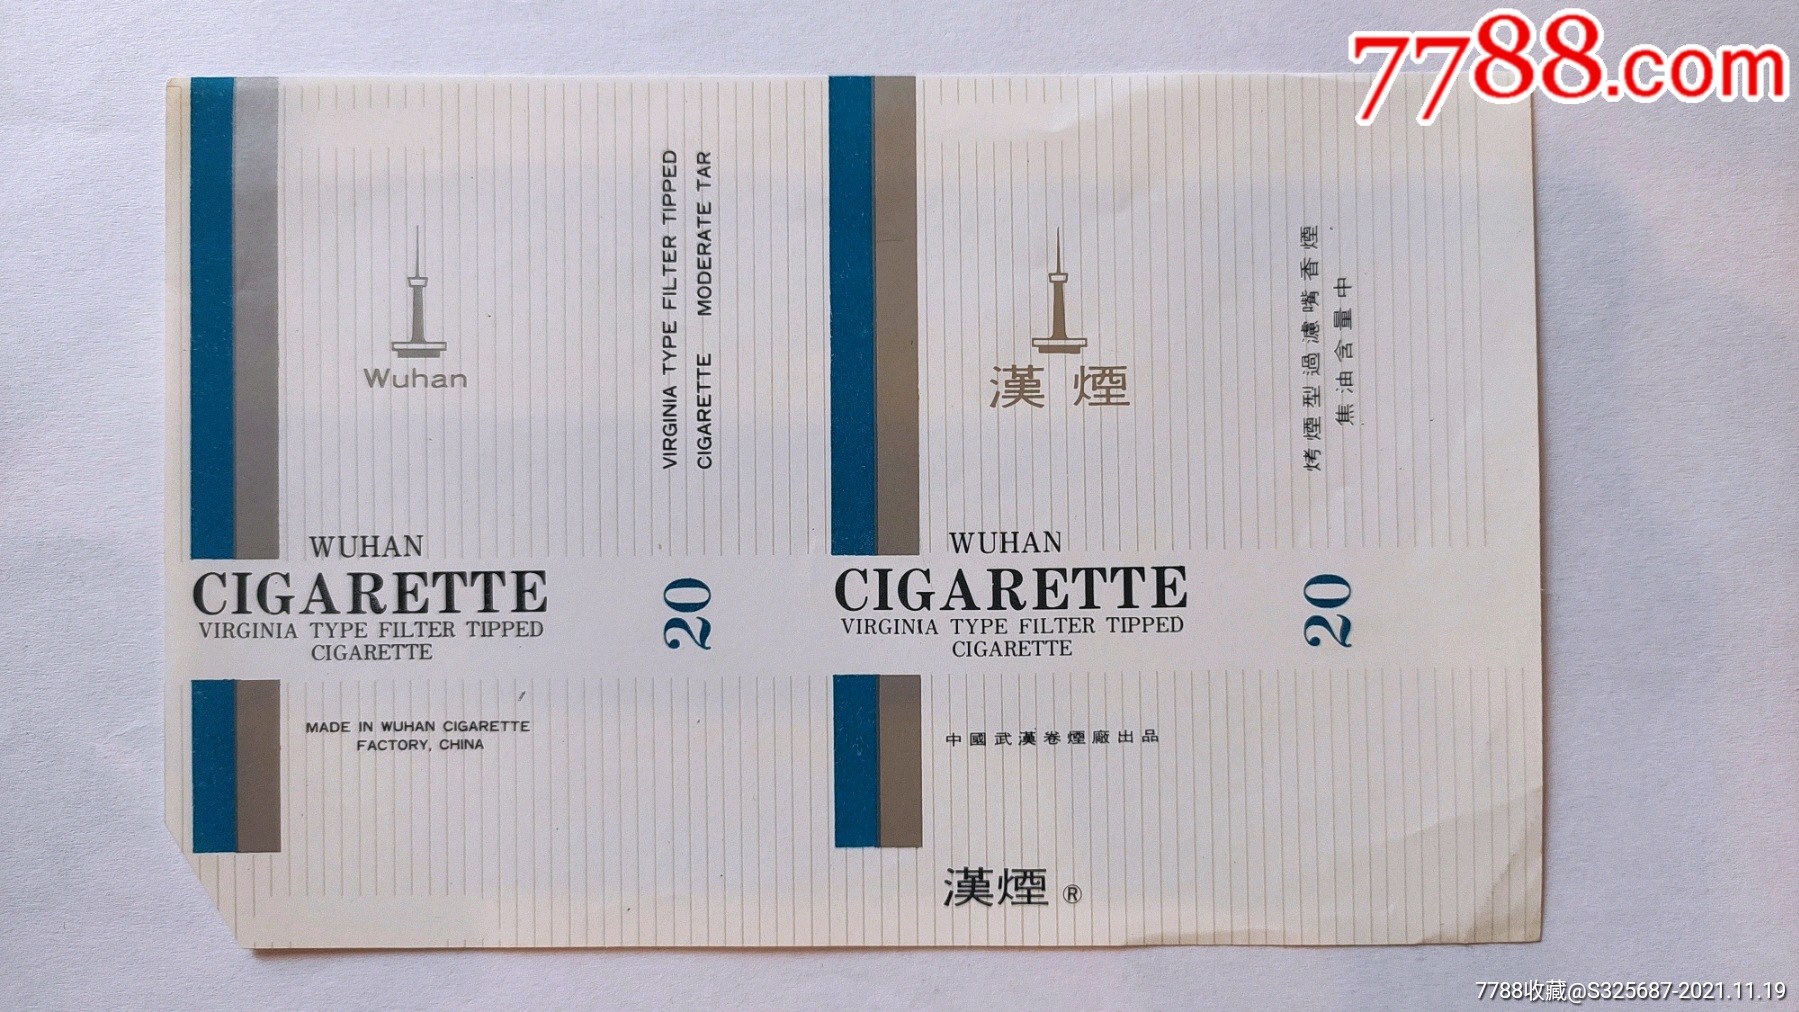 7788.com
Wuhan
VIRGINIA TYPE FILTER TIPPED
CIGARETTE MODERATE TAR
WUHAN
CIGARETTE
VIRGINIA TYPE FILTER TIPPED
CIGARETTE
20
MADE IN WUHAN CIGARETTE
FACTORY, CHINA
漢煙
烤煙型過濾嘴香煙
焦油含量中
WUHAN
CIGARETTE
VIRGINIA TYPE FILTER TIPPED
CIGARETTE
20
中國武漢卷煙廠出品
漢煙®
7788收藏@S325687-2021.11.19